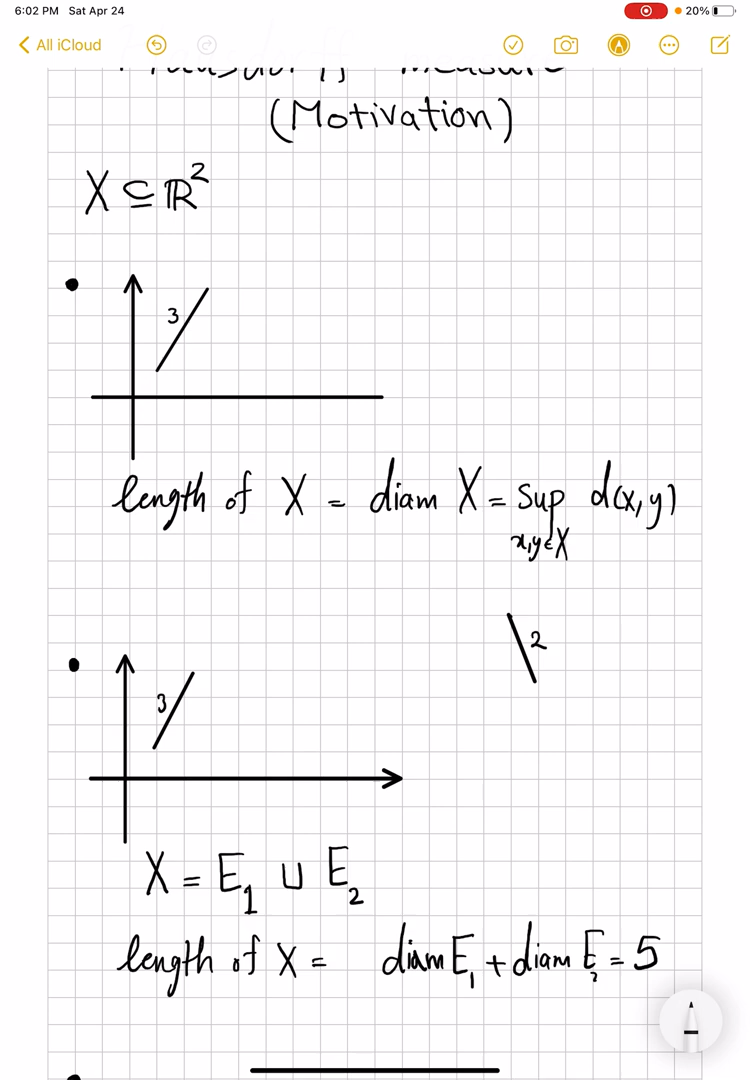 6:02 PM Sat Apr 24
20%
All iCloud
(Motivation)
X ⊆ ℝ²
3
length of X = diam X = sup d(x,y)
x,y∈X
2
3
X = E₁ ∪ E₂
length of X = diam E₁ + diam E₂ = 5